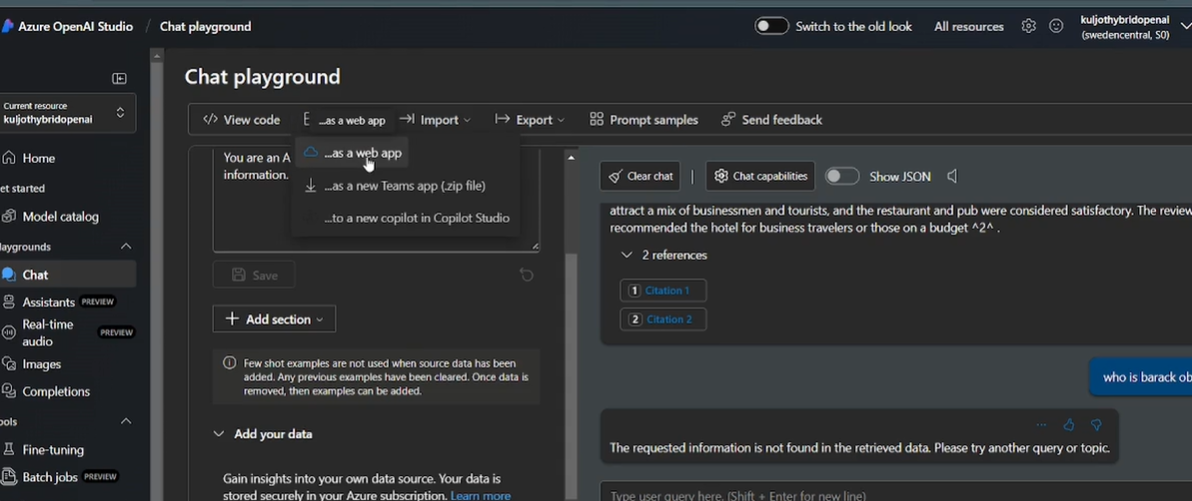 Azure OpenAI Studio / Chat playground
Switch to the old look
All resources
kuljothybridopenai
(swedencentral, S0)
Current resource
kuljothybridopenai
Home
et started
Model catalog
laygrounds
Chat
Assistants PREVIEW
Real-time
audio PREVIEW
Images
Completions
ools
Fine-tuning
Batch jobs PREVIEW
Chat playground
View code
...as a web app
Import
Export
Prompt samples
Send feedback
...as a web app
...as a new Teams app (.zip file)
...to a new copilot in Copilot Studio
You are an A
information.
Save
Add section
Few shot examples are not used when source data has been
added. Any previous examples have been cleared. Once data is
removed, then examples can be added.
Add your data
Gain insights into your own data source. Your data is
stored securely in your Azure subscription. Learn more
Clear chat
Chat capabilities
Show JSON
attract a mix of businessmen and tourists, and the restaurant and pub were considered satisfactory. The review
recommended the hotel for business travelers or those on a budget ^2^ .
2 references
1 Citation 1
2 Citation 2
who is barack ob
The requested information is not found in the retrieved data. Please try another query or topic.
Type user query here. (Shift + Enter for new line)